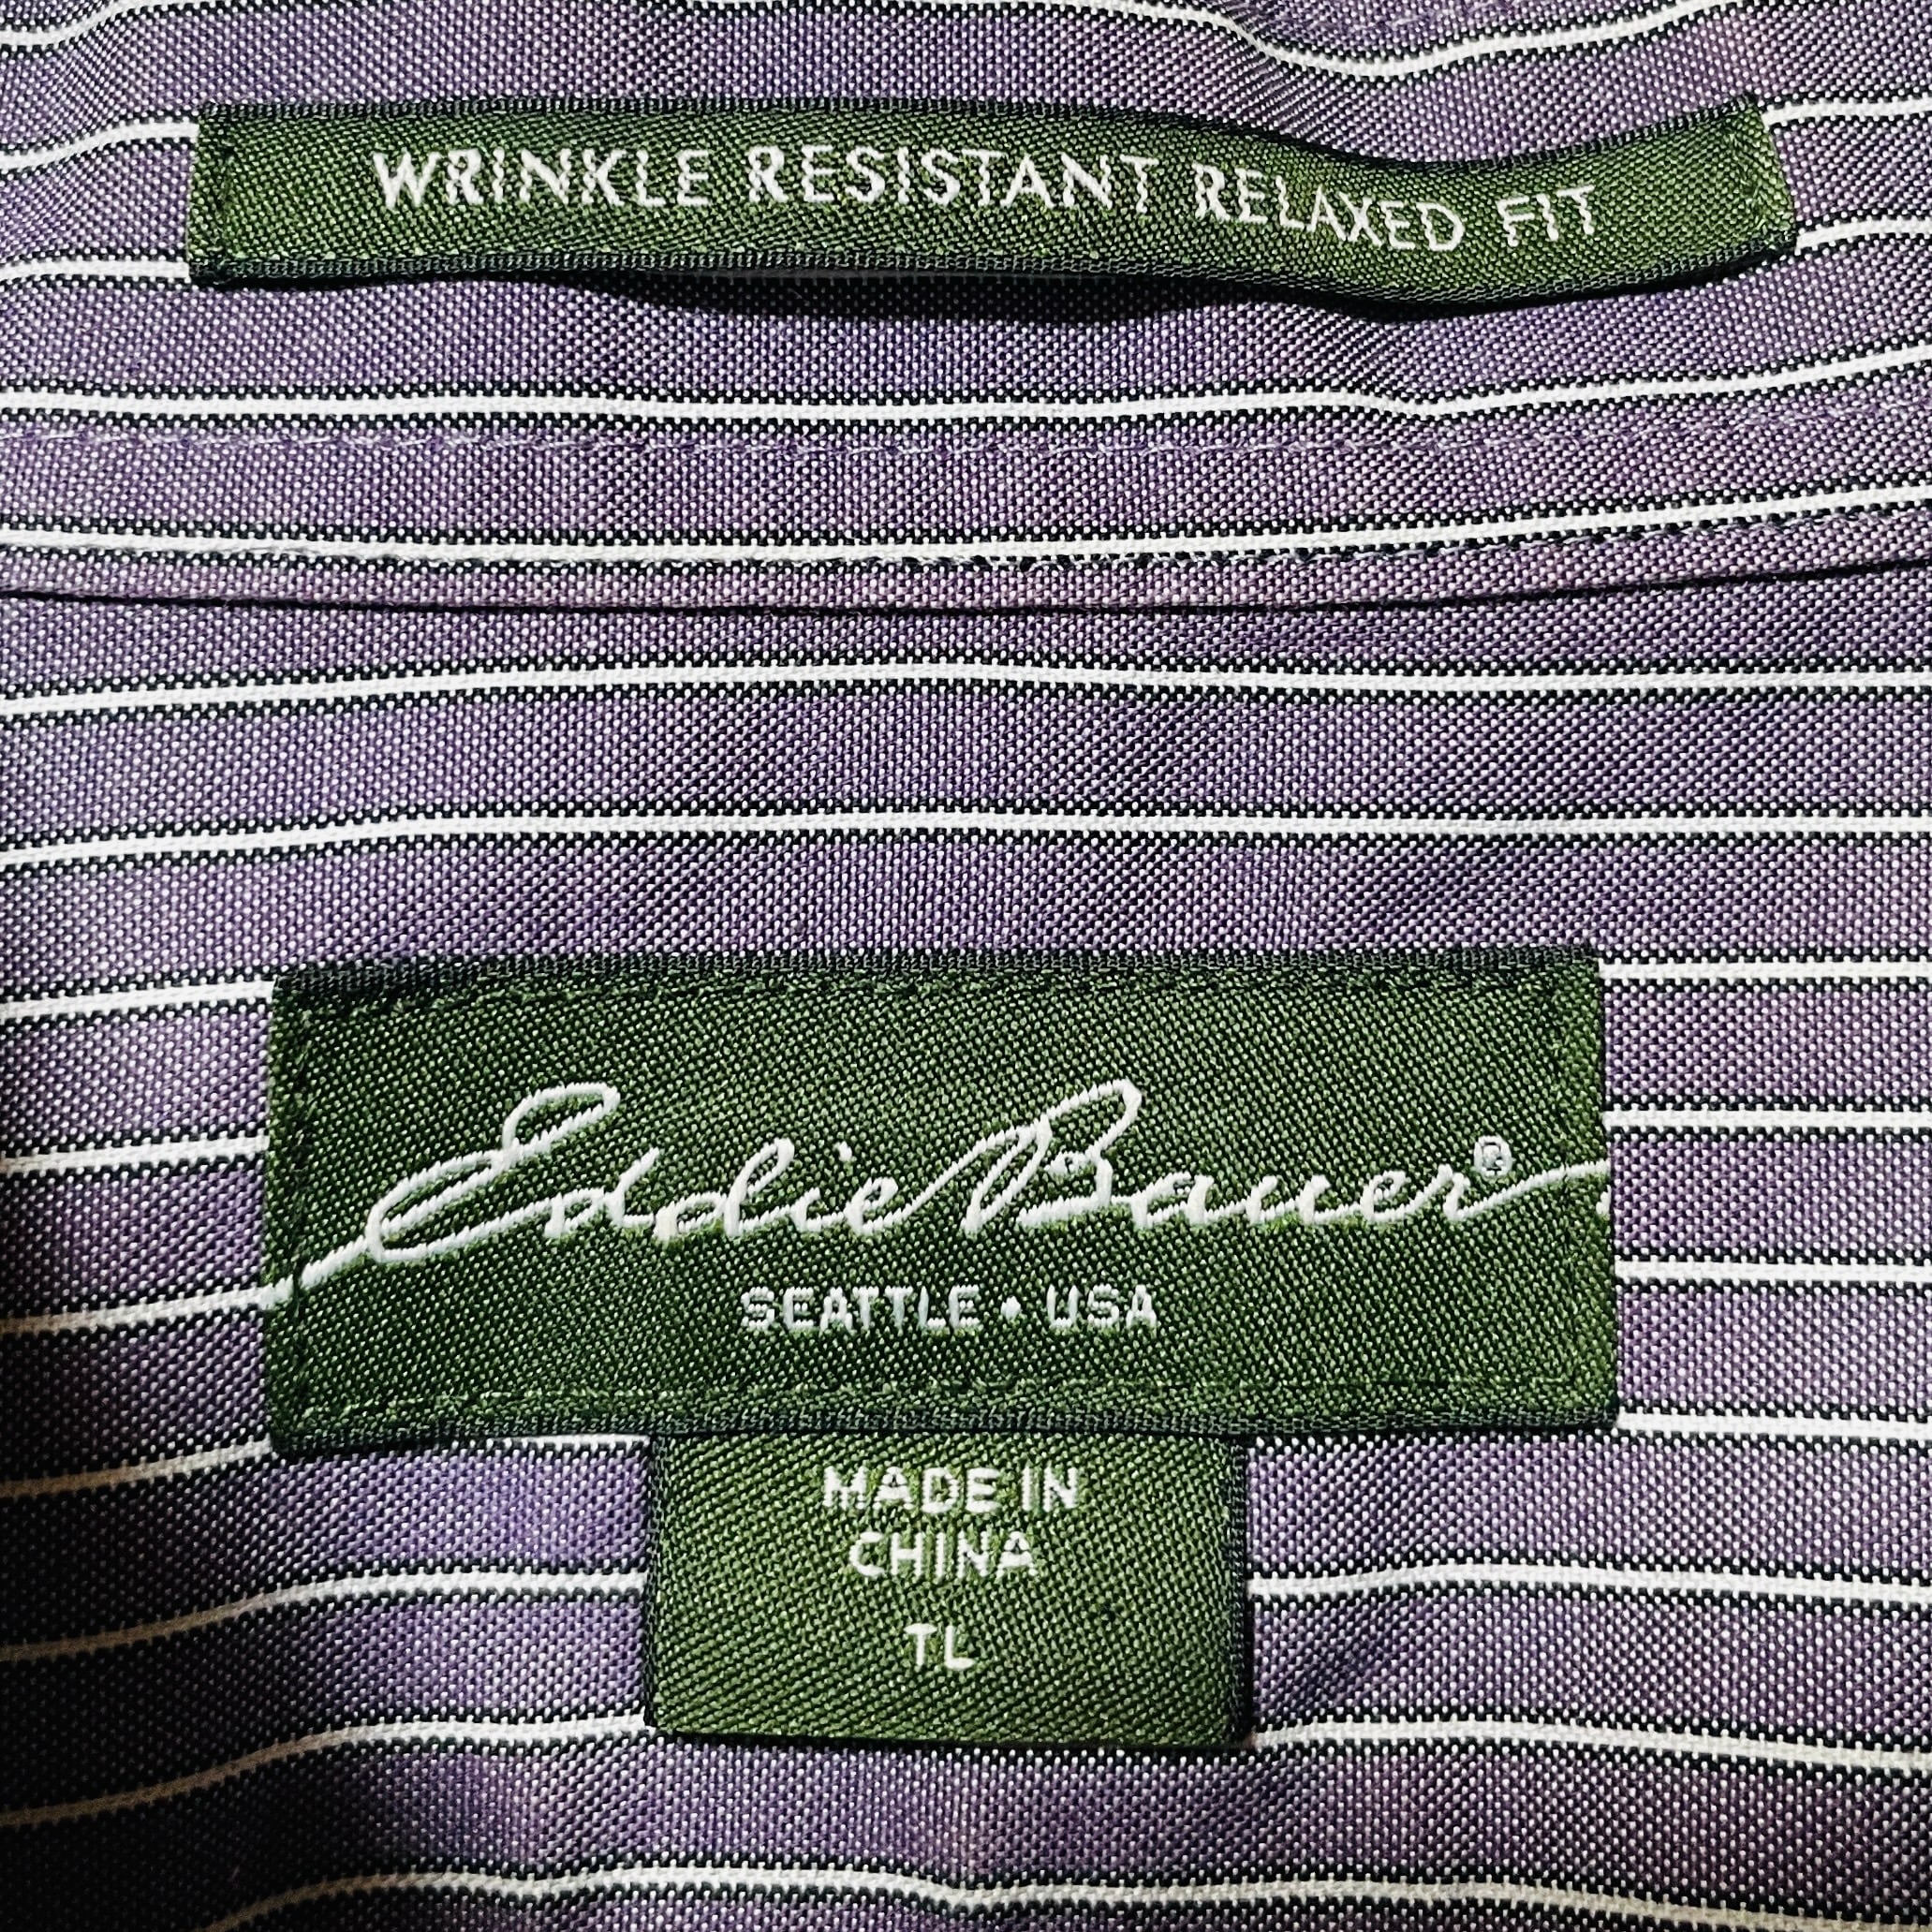 WRINKLE RESISTANT RELAXED FIT
Eddie Bauer®
SEATTLE • USA
MADE IN
CHINA
TL